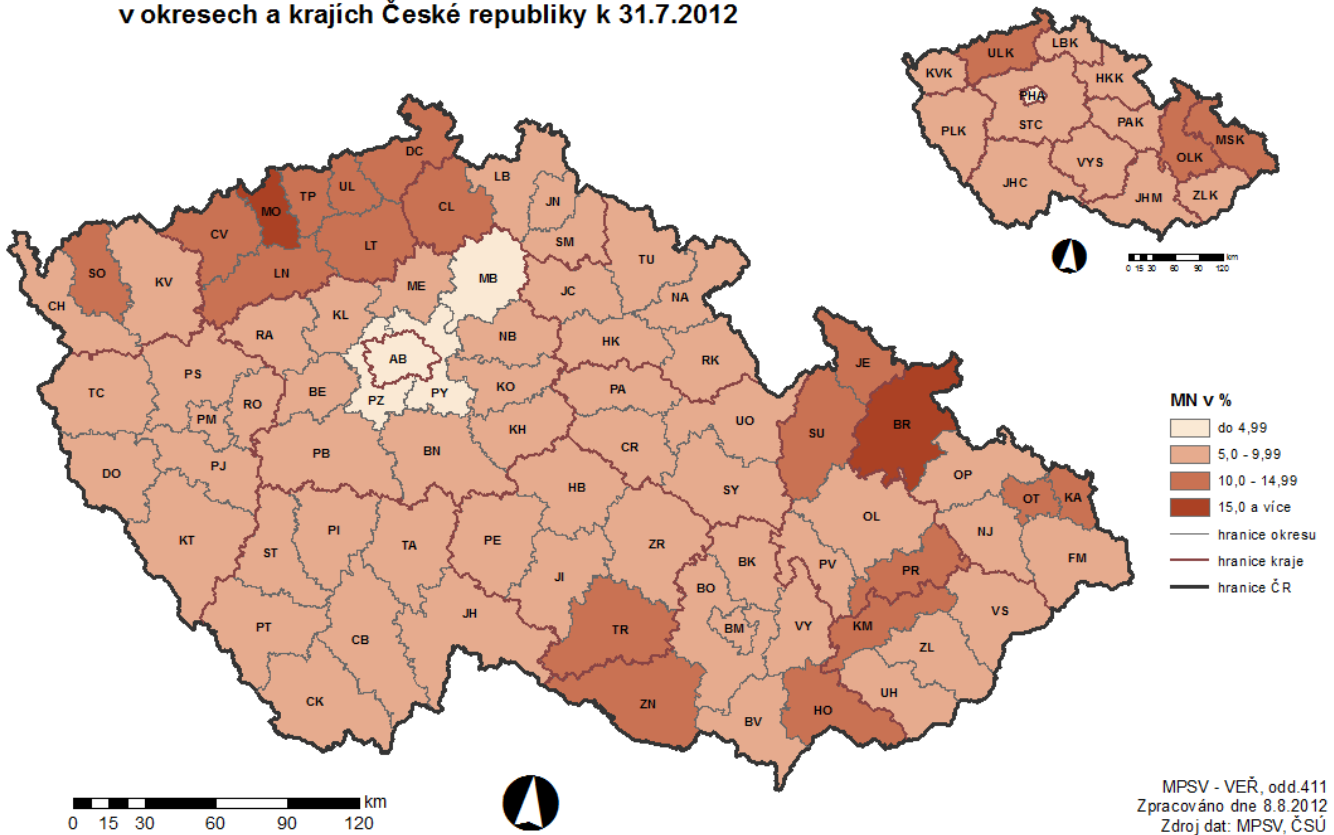 v okresech a krajích České republiky k 31.7.2012
ULK
LBK
KVK
HKK
PHA
STC
PAK
PLK
MSK
OLK
VYS
JHC
JHM
ZLK
0 15 30 60 90 120 km
DC
LB
UL
TP
JN
MO
CL
CV
LT
SM
TU
SO
LN
MB
KV
ME
JC
NA
CH
KL
RA
NB
HK
AB
RK
JE
PS
BE
KO
PA
TC
PZ
PY
RO
PM
UO
BR
KH
SU
CR
PB
BN
DO
PJ
OP
HB
SY
OT
KA
OL
PI
NJ
KT
ST
TA
PE
ZR
FM
BK
PV
PR
JI
BO
VS
JH
PT
TR
BM
VY
KM
CB
ZL
UH
CK
ZN
HO
BV
MN v %
do 4,99
5,0 - 9,99
10,0 - 14,99
15,0 a více
hranice okresu
hranice kraje
hranice ČR
km
0 15 30 60 90 120
MPSV - VEŘ, odd.411
Zpracováno dne 8.8.2012
Zdroj dat: MPSV, ČSÚ